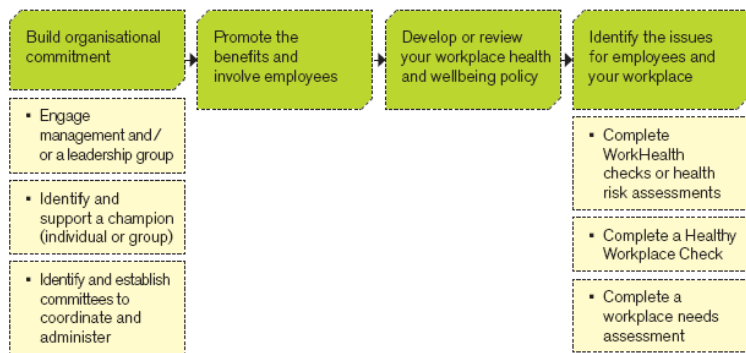 Build organisational
commitment
Promote the
benefits and
involve employees
Develop or review
your workplace health
and wellbeing policy
Identify the issues
for employees and
your workplace
▪ Engage
management and/
or a leadership group
▪ Identify and
support a champion
(individual or group)
▪ Identify and establish
committees to
coordinate and
administer
▪ Complete
WorkHealth
checks or health
risk assessments
▪ Complete a Healthy
Workplace Check
▪ Complete a
workplace needs
assessment